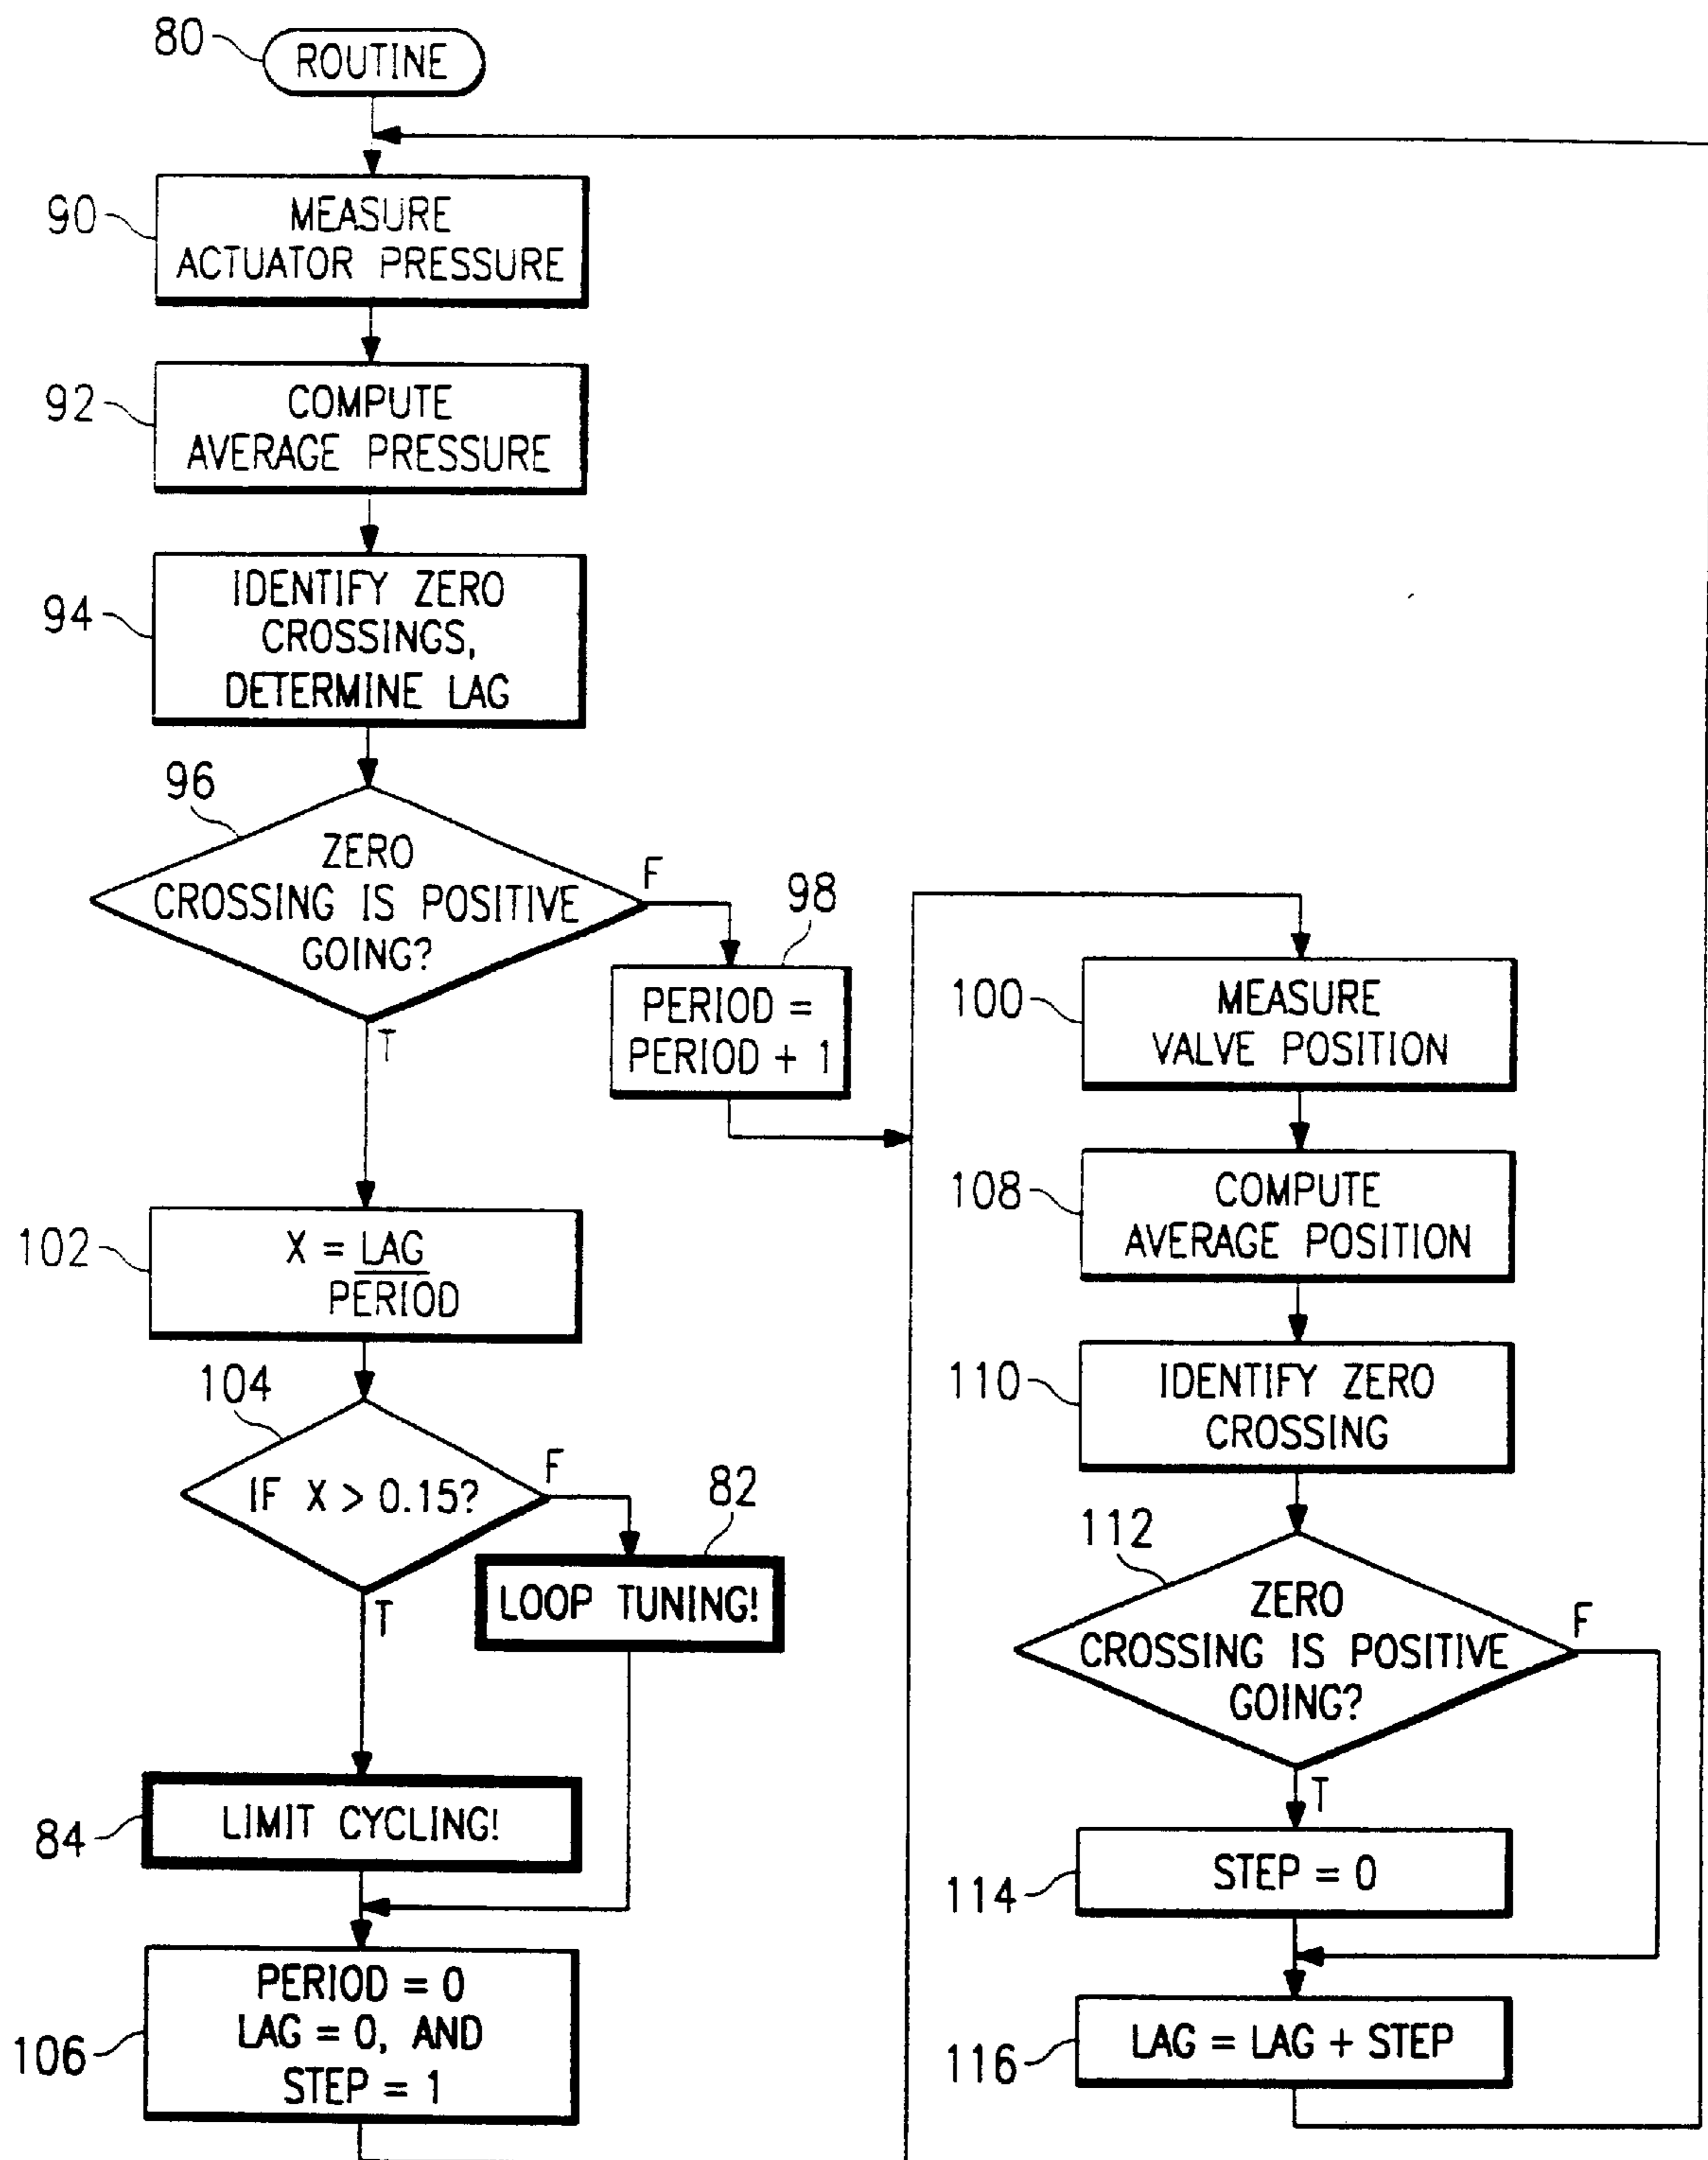 80
ROUTINE
90
MEASURE
ACTUATOR PRESSURE
92
COMPUTE
AVERAGE PRESSURE
94
IDENTIFY ZERO
CROSSINGS,
DETERMINE LAG
96
ZERO
CROSSING IS POSITIVE
GOING?
F
T
98
PERIOD =
PERIOD + 1
102
X = LAG
PERIOD
104
IF X > 0.15?
F
T
82
LOOP TUNING!
84
LIMIT CYCLING!
106
PERIOD = 0
LAG = 0, AND
STEP = 1
100
MEASURE
VALVE POSITION
108
COMPUTE
AVERAGE POSITION
110
IDENTIFY ZERO
CROSSING
112
ZERO
CROSSING IS POSITIVE
GOING?
F
T
114
STEP = 0
116
LAG = LAG + STEP